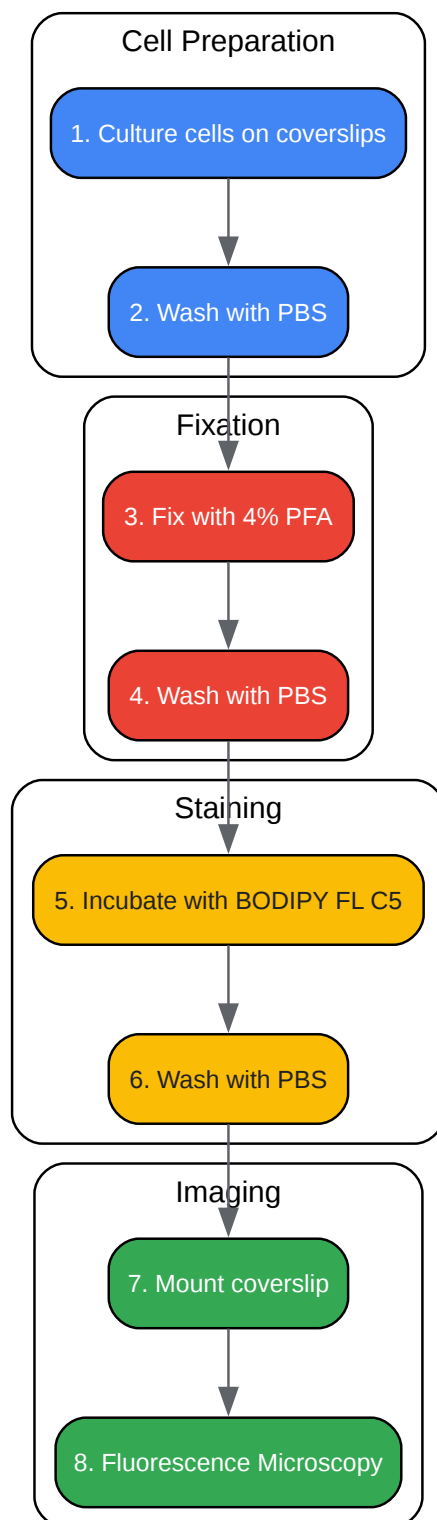 Cell Preparation
1. Culture cells on coverslips
2. Wash with PBS
Fixation
3. Fix with 4% PFA
4. Wash with PBS
Staining
5. Incubate with BODIPY FL C5
6. Wash with PBS
Imaging
7. Mount coverslip
8. Fluorescence Microscopy